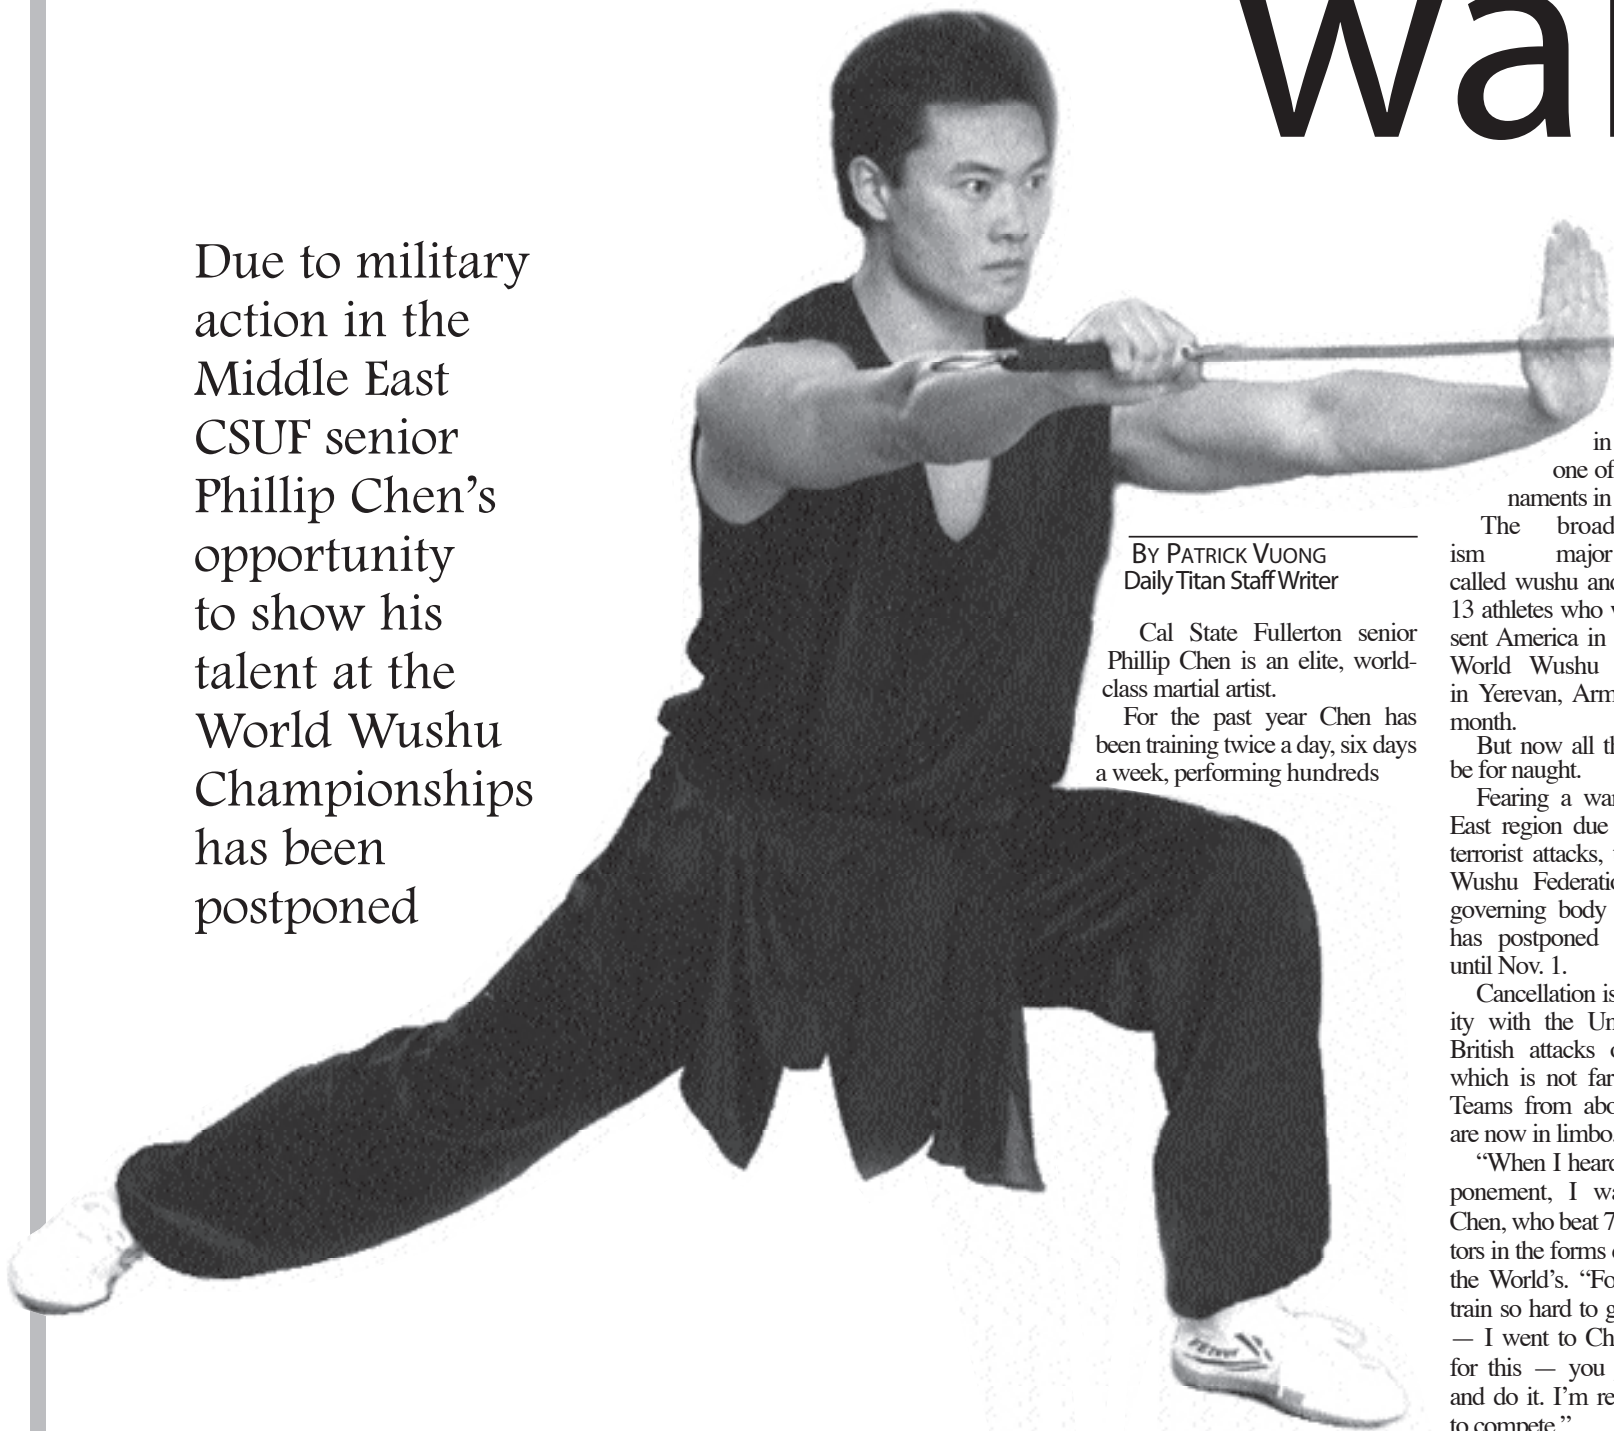 wa
Due to military
action in the
Middle East
CSUF senior
Phillip Chen’s
opportunity
to show his
talent at the
World Wushu
Championships
has been
postponed
BY PATRICK VUONG
Daily Titan Staff Writer
Cal State Fullerton senior
Phillip Chen is an elite, world-
class martial artist.
For the past year Chen has
been training twice a day, six days
a week, performing hundreds
in
one of
naments in
The broad
ism major
called wushu and
13 athletes who
sent America in
World Wushu
in Yerevan, Arm
month.
But now all th
be for naught.
Fearing a war
East region due
terrorist attacks,
Wushu Federatio
governing body
has postponed
until Nov. 1.
Cancellation is
ity with the Un
British attacks
which is not far
Teams from abo
are now in limbo.
“When I heard
ponement, I wa
Chen, who beat 7
tors in the forms
the World’s. “Fo
train so hard to g
— I went to Ch
for this — you
and do it. I’m re
to compete.”